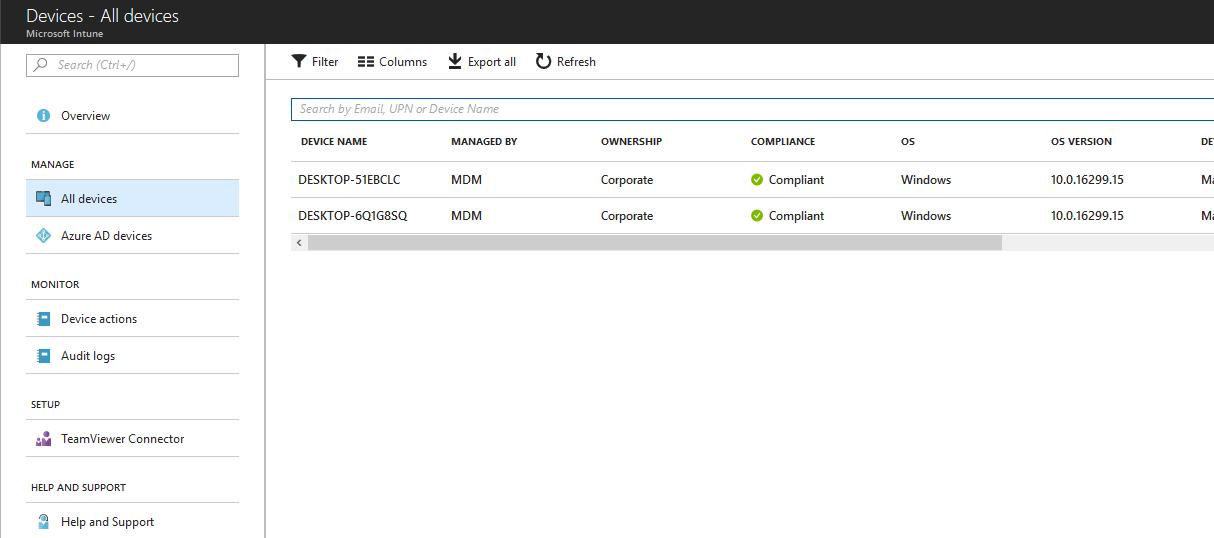 Devices - All devices
Microsoft Intune
Search (Ctrl+/)
Overview
MANAGE
All devices
Azure AD devices
MONITOR
Device actions
Audit logs
SETUP
TeamViewer Connector
HELP AND SUPPORT
Help and Support
Filter Columns Export all Refresh
Search by Email, UPN or Device Name
DEVICE NAME MANAGED BY OWNERSHIP COMPLIANCE OS OS VERSION
DESKTOP-51EBCLC MDM Corporate Compliant Windows 10.0.16299.15
DESKTOP-6Q1G8SQ MDM Corporate Compliant Windows 10.0.16299.15